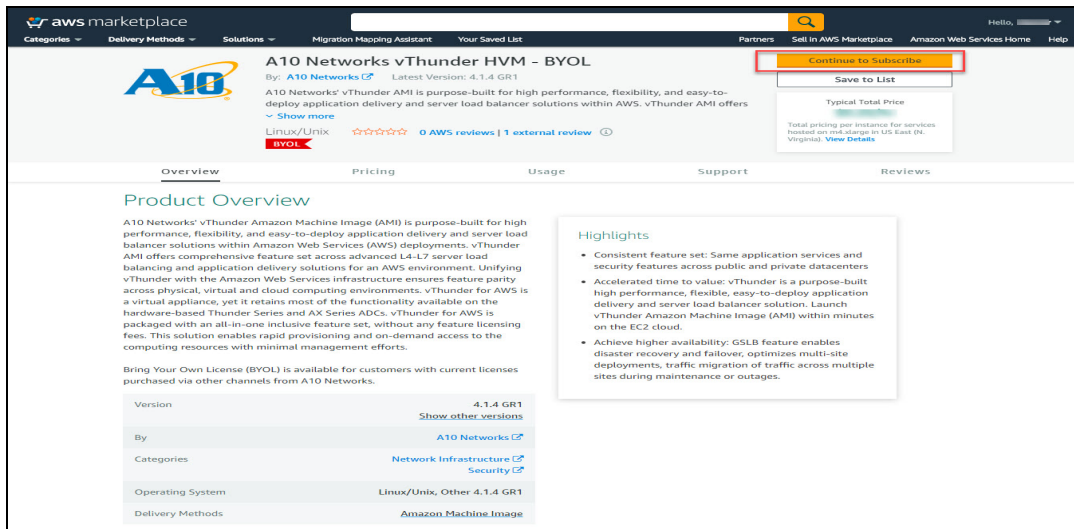 aws marketplace
Hello,
Categories
Delivery Methods
Solutions
Migration Mapping Assistant
Your Saved List
Partners
Sell in AWS Marketplace
Amazon Web Services Home
Help
A10
Networks
A10 Networks vThunder HVM - BYOL
By: A10 Networks Latest Version: 4.1.4 GR1
A10 Networks' vThunder AMI is purpose-built for high performance, flexibility, and easy-to-
deploy application delivery and server load balancer solutions within AWS. vThunder AMI offers
Show more
Linux/Unix 0 AWS reviews | 1 external review
BYOL
Continue to Subscribe
Save to List
Typical Total Price
Total pricing per instance for services
hosted on m4.xlarge in US East (N.
Virginia). View Details
Overview
Pricing
Usage
Support
Reviews
Product Overview
A10 Networks' vThunder Amazon Machine Image (AMI) is purpose-built for high
performance, flexibility, and easy-to-deploy application delivery and server load
balancer solutions within Amazon Web Services (AWS) deployments. vThunder
AMI offers comprehensive feature set across advanced L4-L7 server load
balancing and application delivery solutions for an AWS environment. Unifying
vThunder with the Amazon Web Services infrastructure ensures feature parity
across physical, virtual and cloud computing environments. vThunder for AWS is
a virtual appliance, yet it retains most of the functionality available on the
hardware-based Thunder Series and AX Series ADCs. vThunder for AWS is
packaged with an all-in-one inclusive feature set, without any feature licensing
fees. This solution enables rapid provisioning and on-demand access to the
computing resources with minimal management efforts.
Bring Your Own License (BYOL) is available for customers with current licenses
purchased via other channels from A10 Networks.
Version 4.1.4 GR1
Show other versions
By A10 Networks
Categories Network Infrastructure
Security
Operating System Linux/Unix, Other 4.1.4 GR1
Delivery Methods Amazon Machine Image
Highlights
• Consistent feature set: Same application services and
security features across public and private datacenters
• Accelerated time to value: vThunder is a purpose-built
high performance, flexible, easy-to-deploy application
delivery and server load balancer solution. Launch
vThunder Amazon Machine Image (AMI) within minutes
on the EC2 cloud.
• Achieve higher availability: GSLB feature enables
disaster recovery and failover, optimizes multi-site
deployments, traffic migration of traffic across multiple
sites during maintenance or outages.